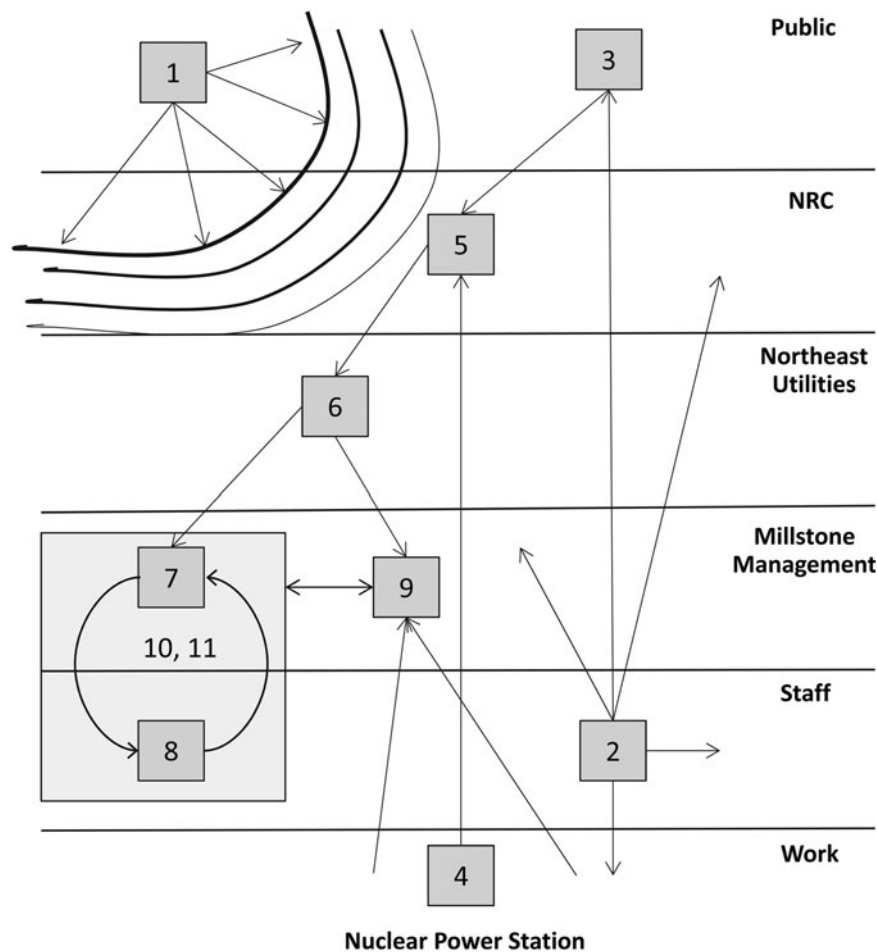 Public
1
3
NRC
5
Northeast
Utilities
6
Millstone
Management
7
9
10, 11
Staff
8
2
Work
4
Nuclear Power Station